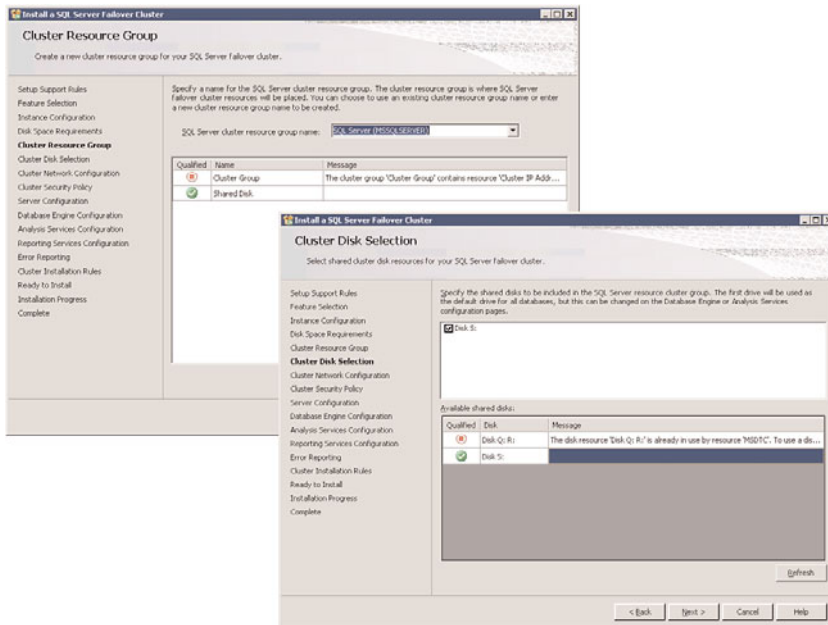 Install a SQL Server Failover Cluster
Cluster Resource Group
Create a new cluster resource group for your SQL Server failover cluster.
Setup Support Rules
Feature Selection
Instance Configuration
Disk Space Requirements
Cluster Resource Group
Cluster Disk Selection
Cluster Network Configuration
Cluster Security Policy
Server Configuration
Database Engine Configuration
Analysis Services Configuration
Reporting Services Configuration
Error Reporting
Cluster Installation Rules
Ready to Install
Installation Progress
Complete
Specify a name for the SQL Server cluster resource group. The cluster resource group is where SQL Server
failover cluster resources will be placed. You can choose to use an existing cluster resource group name or enter
a new cluster resource group name to be created.
SQL Server cluster resource group name: SQL Server (MSSQLSERVER)
Qualified Name Message
Cluster Group The cluster group 'Cluster Group' contains resource 'Cluster IP Addr...
Shared Disk
Install a SQL Server Failover Cluster
Cluster Disk Selection
Select shared cluster disk resources for your SQL Server failover cluster.
Setup Support Rules
Feature Selection
Instance Configuration
Disk Space Requirements
Cluster Resource Group
Cluster Disk Selection
Cluster Network Configuration
Cluster Security Policy
Server Configuration
Database Engine Configuration
Analysis Services Configuration
Reporting Services Configuration
Error Reporting
Cluster Installation Rules
Ready to Install
Installation Progress
Complete
Specify the shared disks to be included in the SQL Server resource cluster group. The first drive will be used as
the default drive for all databases, but this can be changed on the Database Engine or Analysis Services
configuration pages.
Disk S:
Available shared disks:
Qualified Disk Message
Disk Q: R: The disk resource 'Disk Q: R:' is already in use by resource 'MSDTC'. To use a dis...
Disk S:
Refresh
< Back Next > Cancel Help